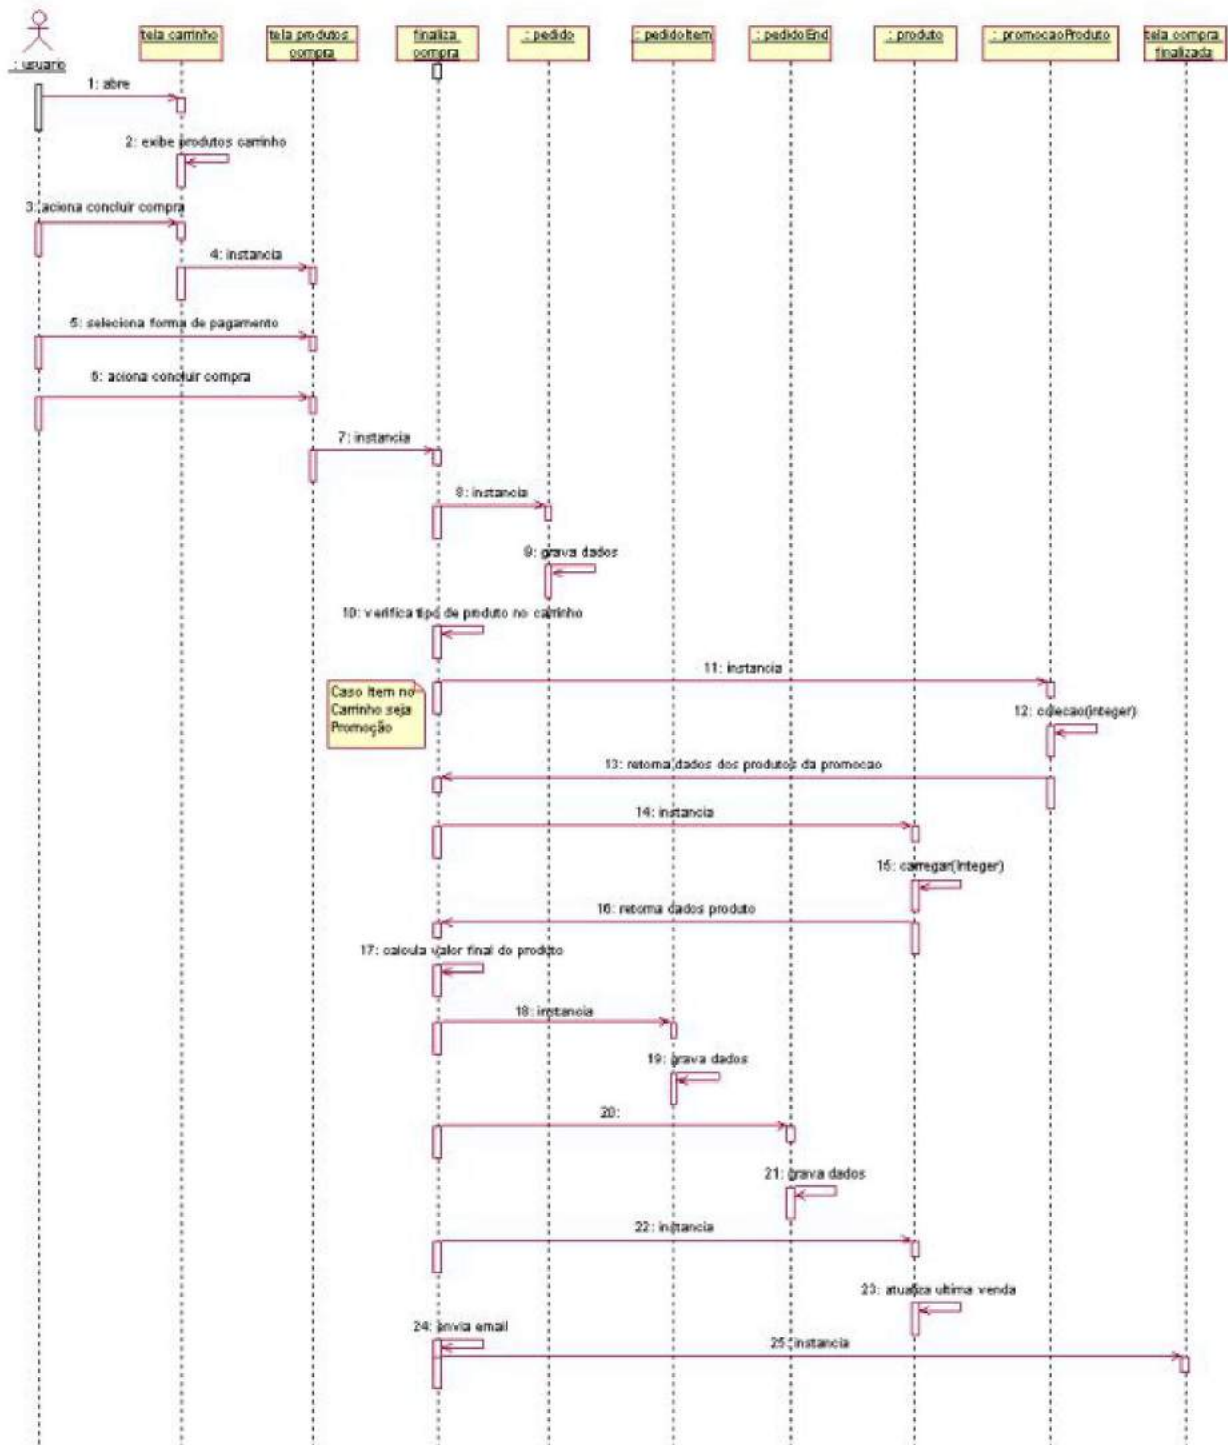 : usuario
tela carrinho
tela produtos
compra
finaliza
compra
: pedido
: pedidoItem
: pedidoEnd
: produto
: promocaoProduto
tela compra
finalizada
1: abre
2: exibe produtos carrinho
3: aciona concluir compra
4: instancia
5: seleciona forma de pagamento
6: aciona concluir compra
7: instancia
8: instancia
9: grava dados
10: verifica tipo de produto no carrinho
11: instancia
Caso Item no
Carrinho seja
Promoção
12: colecao(integer)
13: retorna dados dos produtos da promocao
14: instancia
15: carregar(Integer)
16: retorna dados produto
17: calcula valor final do produto
18: instancia
19: grava dados
20:
21: grava dados
22: instancia
23: atualiza ultima venda
24: envia email
25: instancia